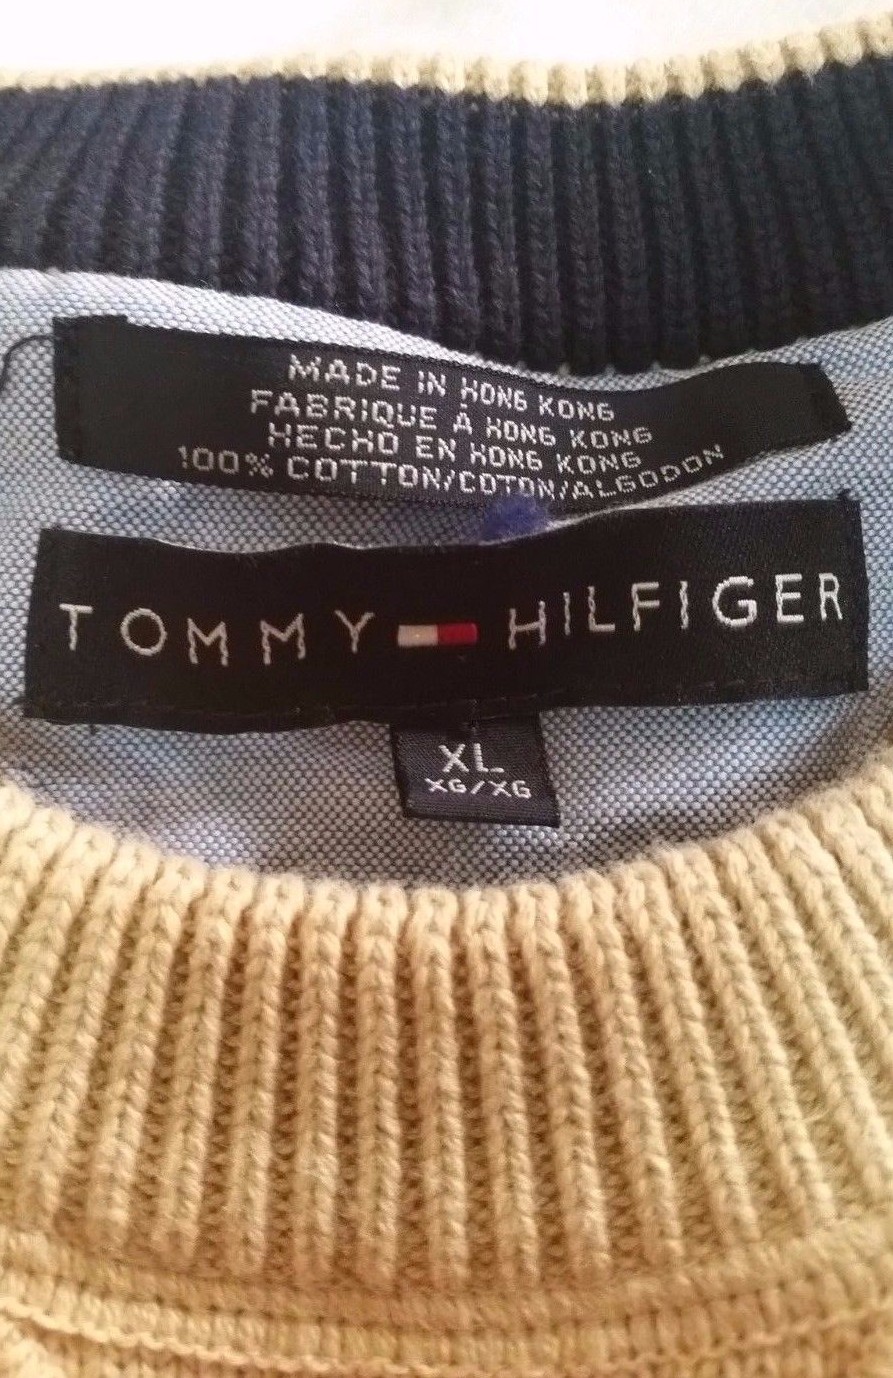 MADE IN HONG KONG
FABRIQUE À HONG KONG
HECHO EN HONG KONG
100% COTTON/COTON/ALGODON
TOMMY HILFIGER
XL
XG/XG